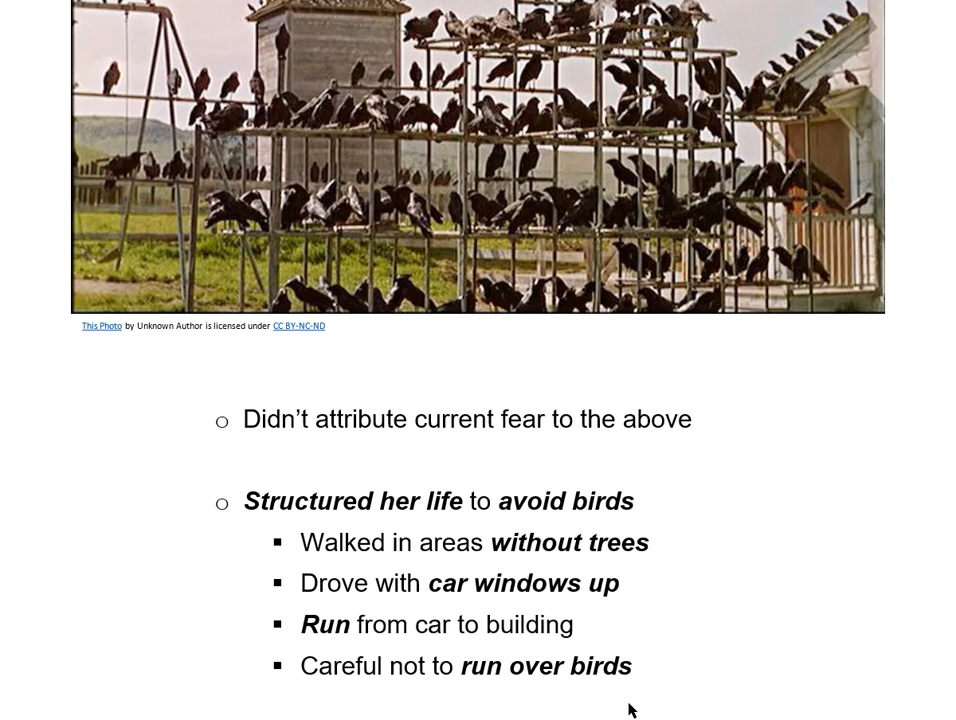 This Photo by Unknown Author is licensed under CC BY-NC-ND
Didn’t attribute current fear to the above
Structured her life to avoid birds
Walked in areas without trees
Drove with car windows up
Run from car to building
Careful not to run over birds